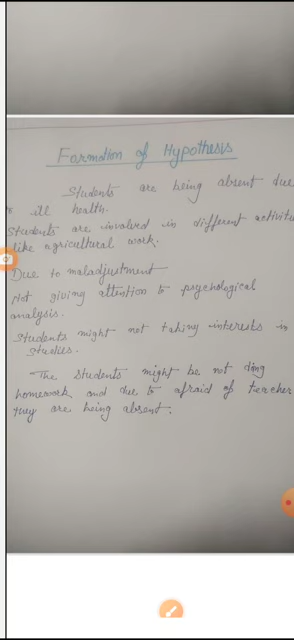 Formation of Hypothesis
Students are being absent due
to ill health.
Students are involved in different activitie
like agricultural work.
Due to maladjustment
Not giving attention to psychological
analysis.
Students might not taking interests in
studies.
The students might be not ding
homework and due to afraid of teacher
they are being absent.